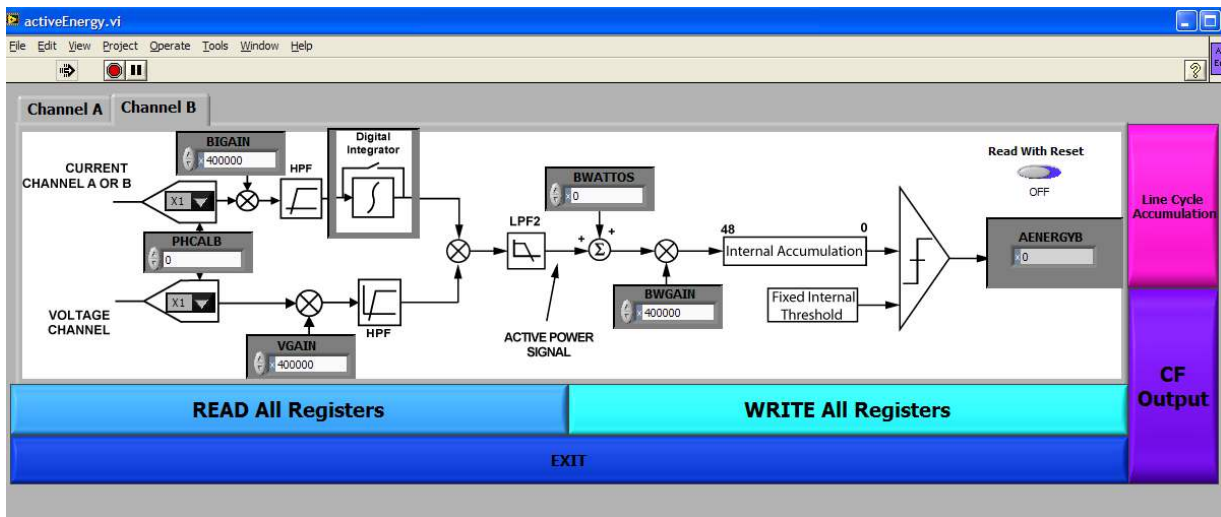 activeEnergy.vi
File Edit View Project Operate Tools Window Help
Channel A Channel B
BIGAIN
x 400000
CURRENT
CHANNEL A OR B
X1
HPF
Digital
Integrator
PHCALB
0
VOLTAGE
CHANNEL
X1
VGAIN
x 400000
HPF
LPF2
BWATTOS
x 0
+ +
Σ
ACTIVE POWER
SIGNAL
BWGAIN
x 400000
48 0
Internal Accumulation
Fixed Internal
Threshold
Read With Reset
OFF
AENERGYB
x 0
Line Cycle
Accumulation
CF
Output
READ All Registers
WRITE All Registers
EXIT